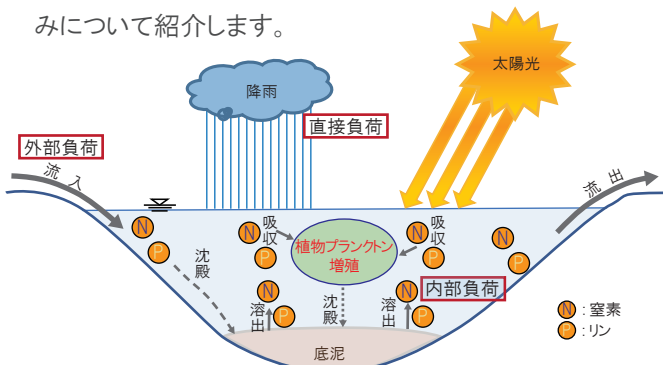 みについて紹介します。
降雨
太陽光
直接負荷
外部負荷
流入
流出
N
P
沈殿
N
P
吸収
植物プランクトン
増殖
N
P
吸収
N
P
N
P
溶出
沈殿
N
P
溶出
内部負荷
底泥
N : 窒素
P : リン